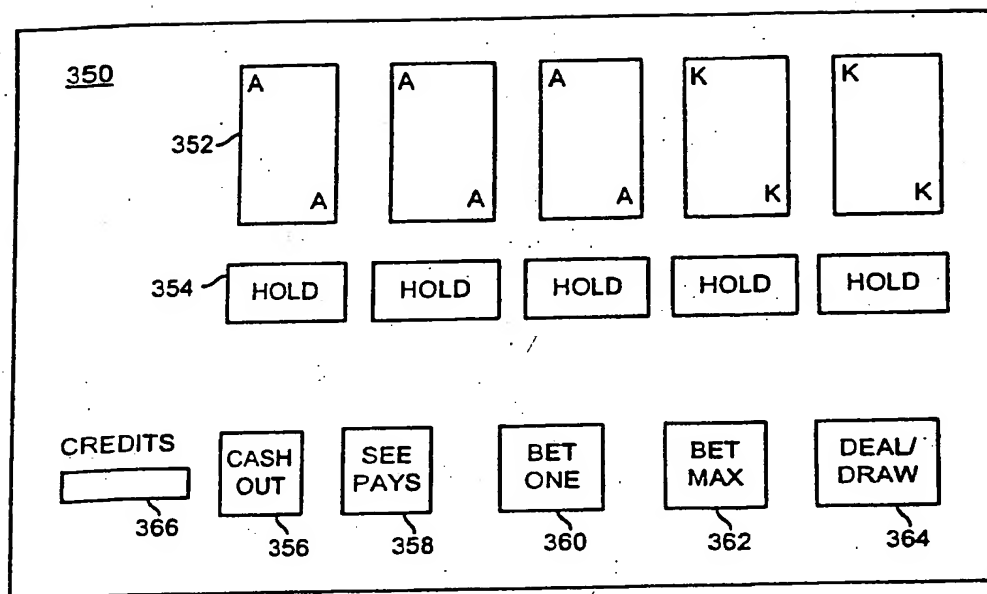 350
A A A K K
352
A A A K K
354
HOLD HOLD HOLD HOLD HOLD
CREDITS
CASH OUT
SEE PAYS
BET ONE
BET MAX
DEAL/ DRAW
366 356 358 360 362 364